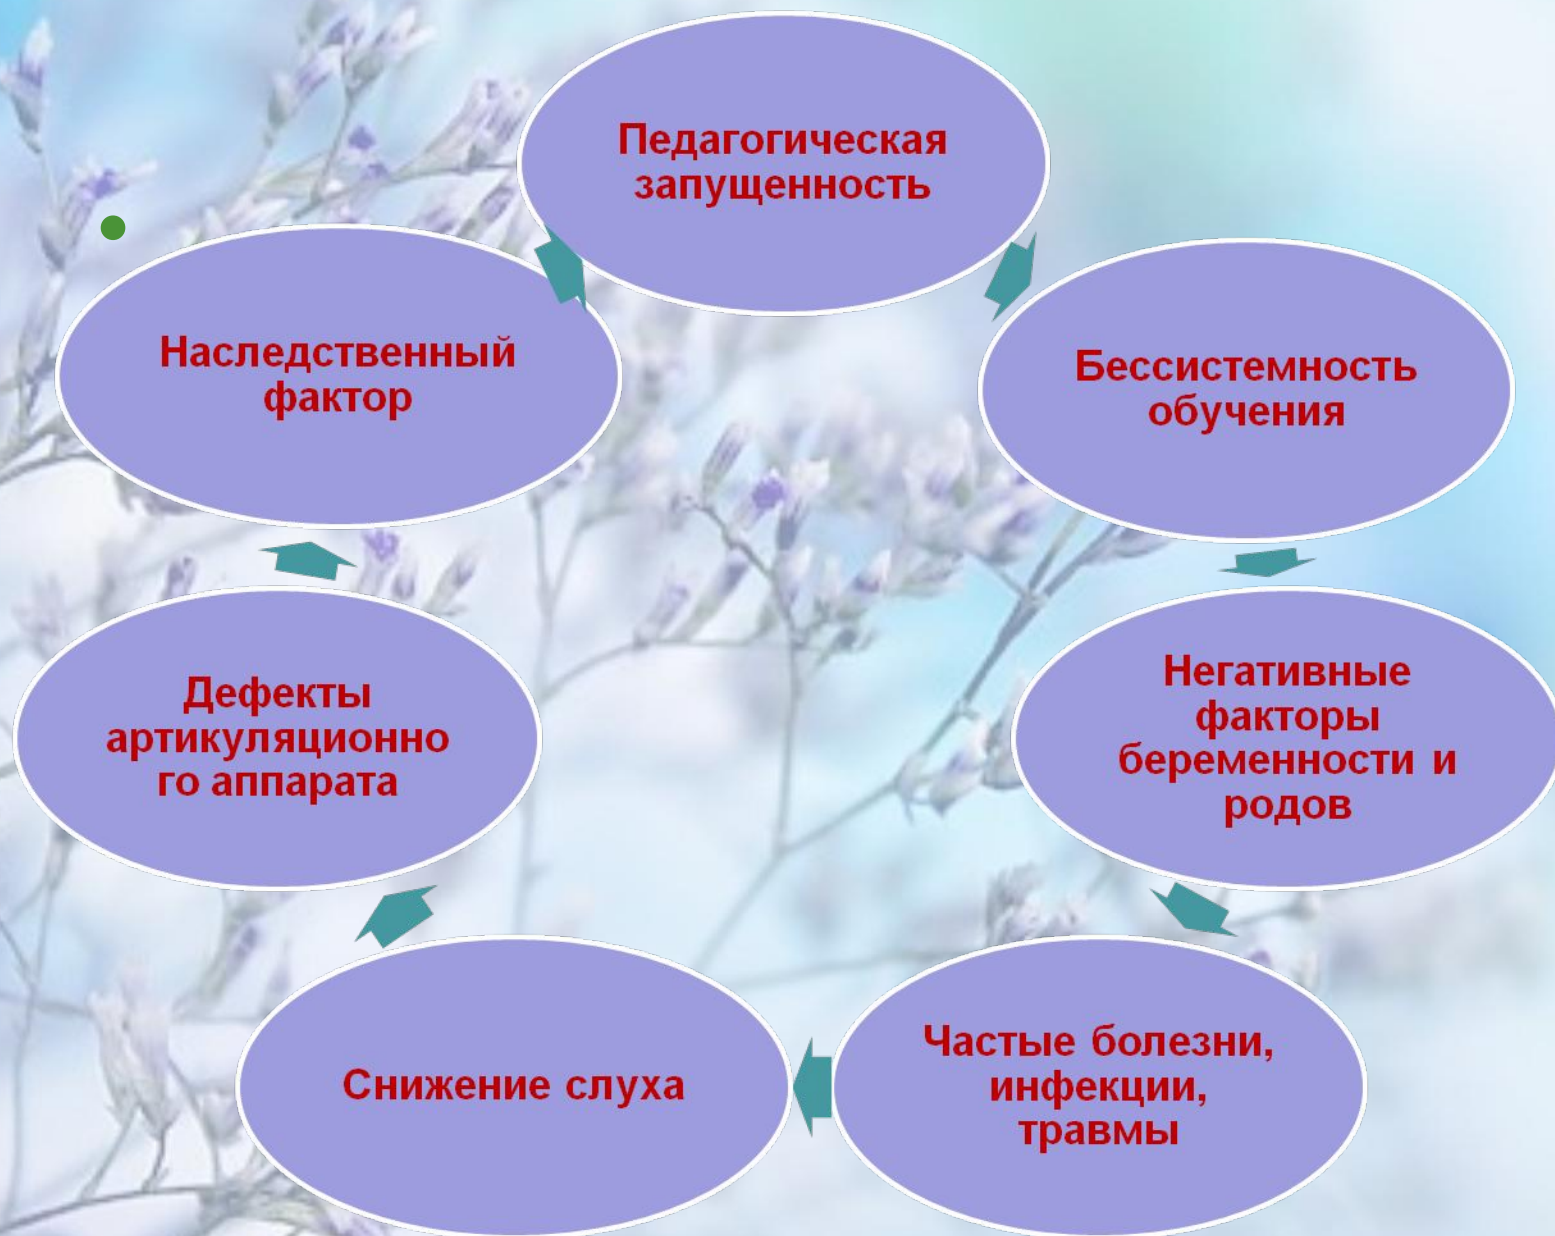 Педагогическая
запущенность
Бессистемность
обучения
Негативные
факторы
беременности и
родов
Частые болезни,
инфекции,
травмы
Снижение слуха
Дефекты
артикуляционно
го аппарата
Наследственный
фактор